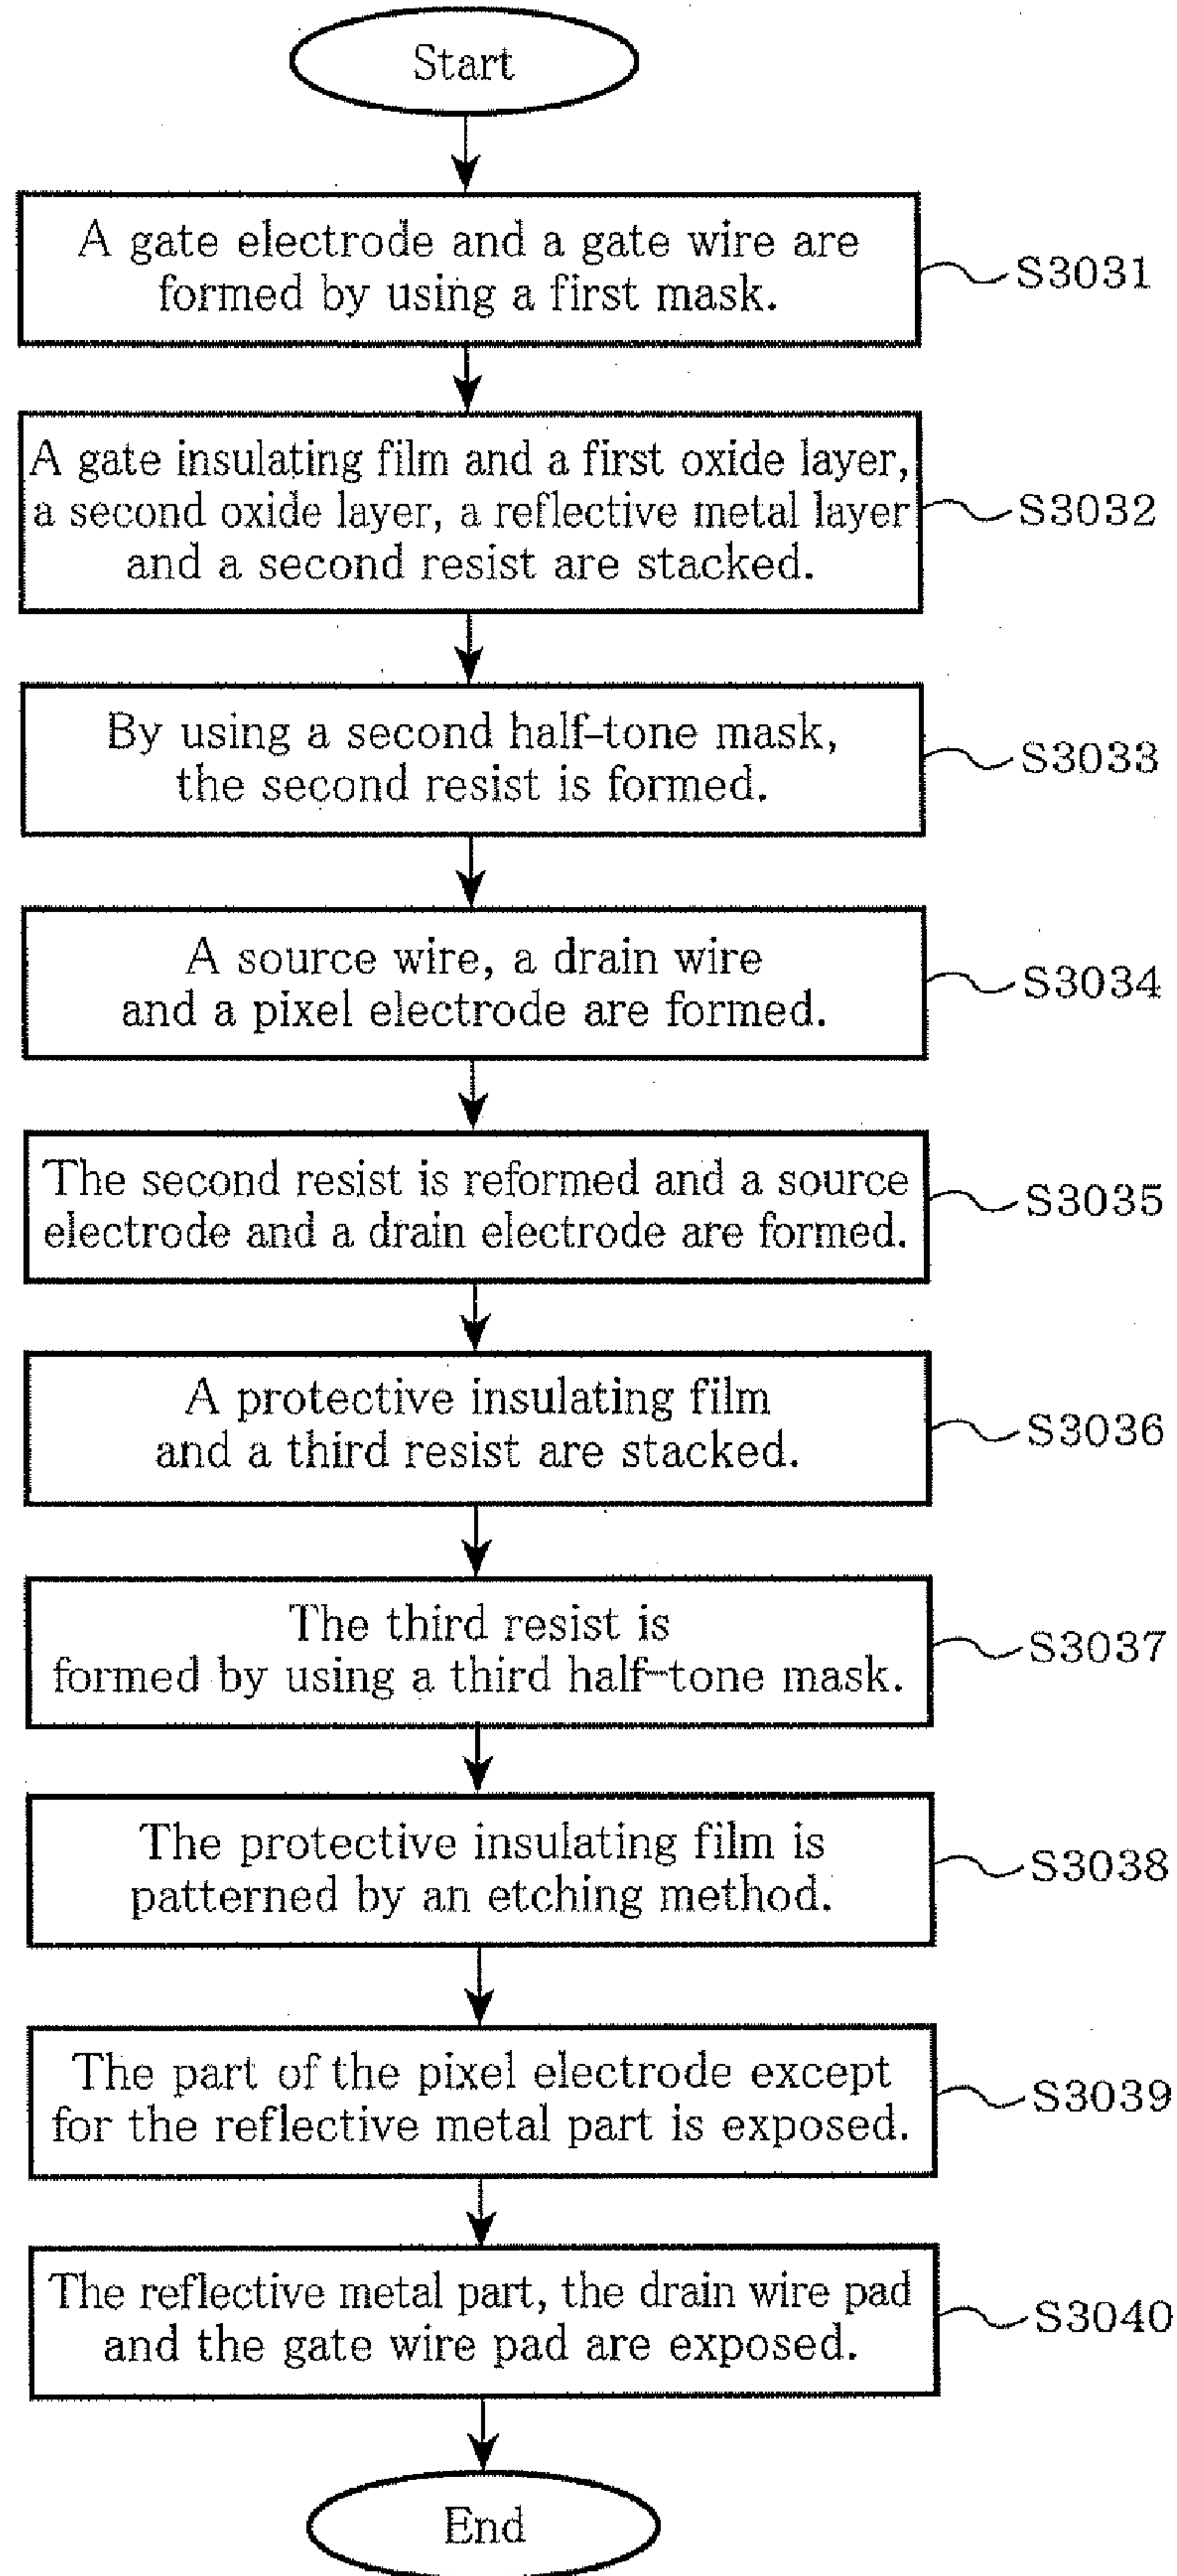 Start
A gate electrode and a gate wire are
formed by using a first mask.
S3031
A gate insulating film and a first oxide layer,
a second oxide layer, a reflective metal layer
and a second resist are stacked.
S3032
By using a second half-tone mask,
the second resist is formed.
S3033
A source wire, a drain wire
and a pixel electrode are formed.
S3034
The second resist is reformed and a source
electrode and a drain electrode are formed.
S3035
A protective insulating film
and a third resist are stacked.
S3036
The third resist is
formed by using a third half-tone mask.
S3037
The protective insulating film is
patterned by an etching method.
S3038
The part of the pixel electrode except
for the reflective metal part is exposed.
S3039
The reflective metal part, the drain wire pad
and the gate wire pad are exposed.
S3040
End